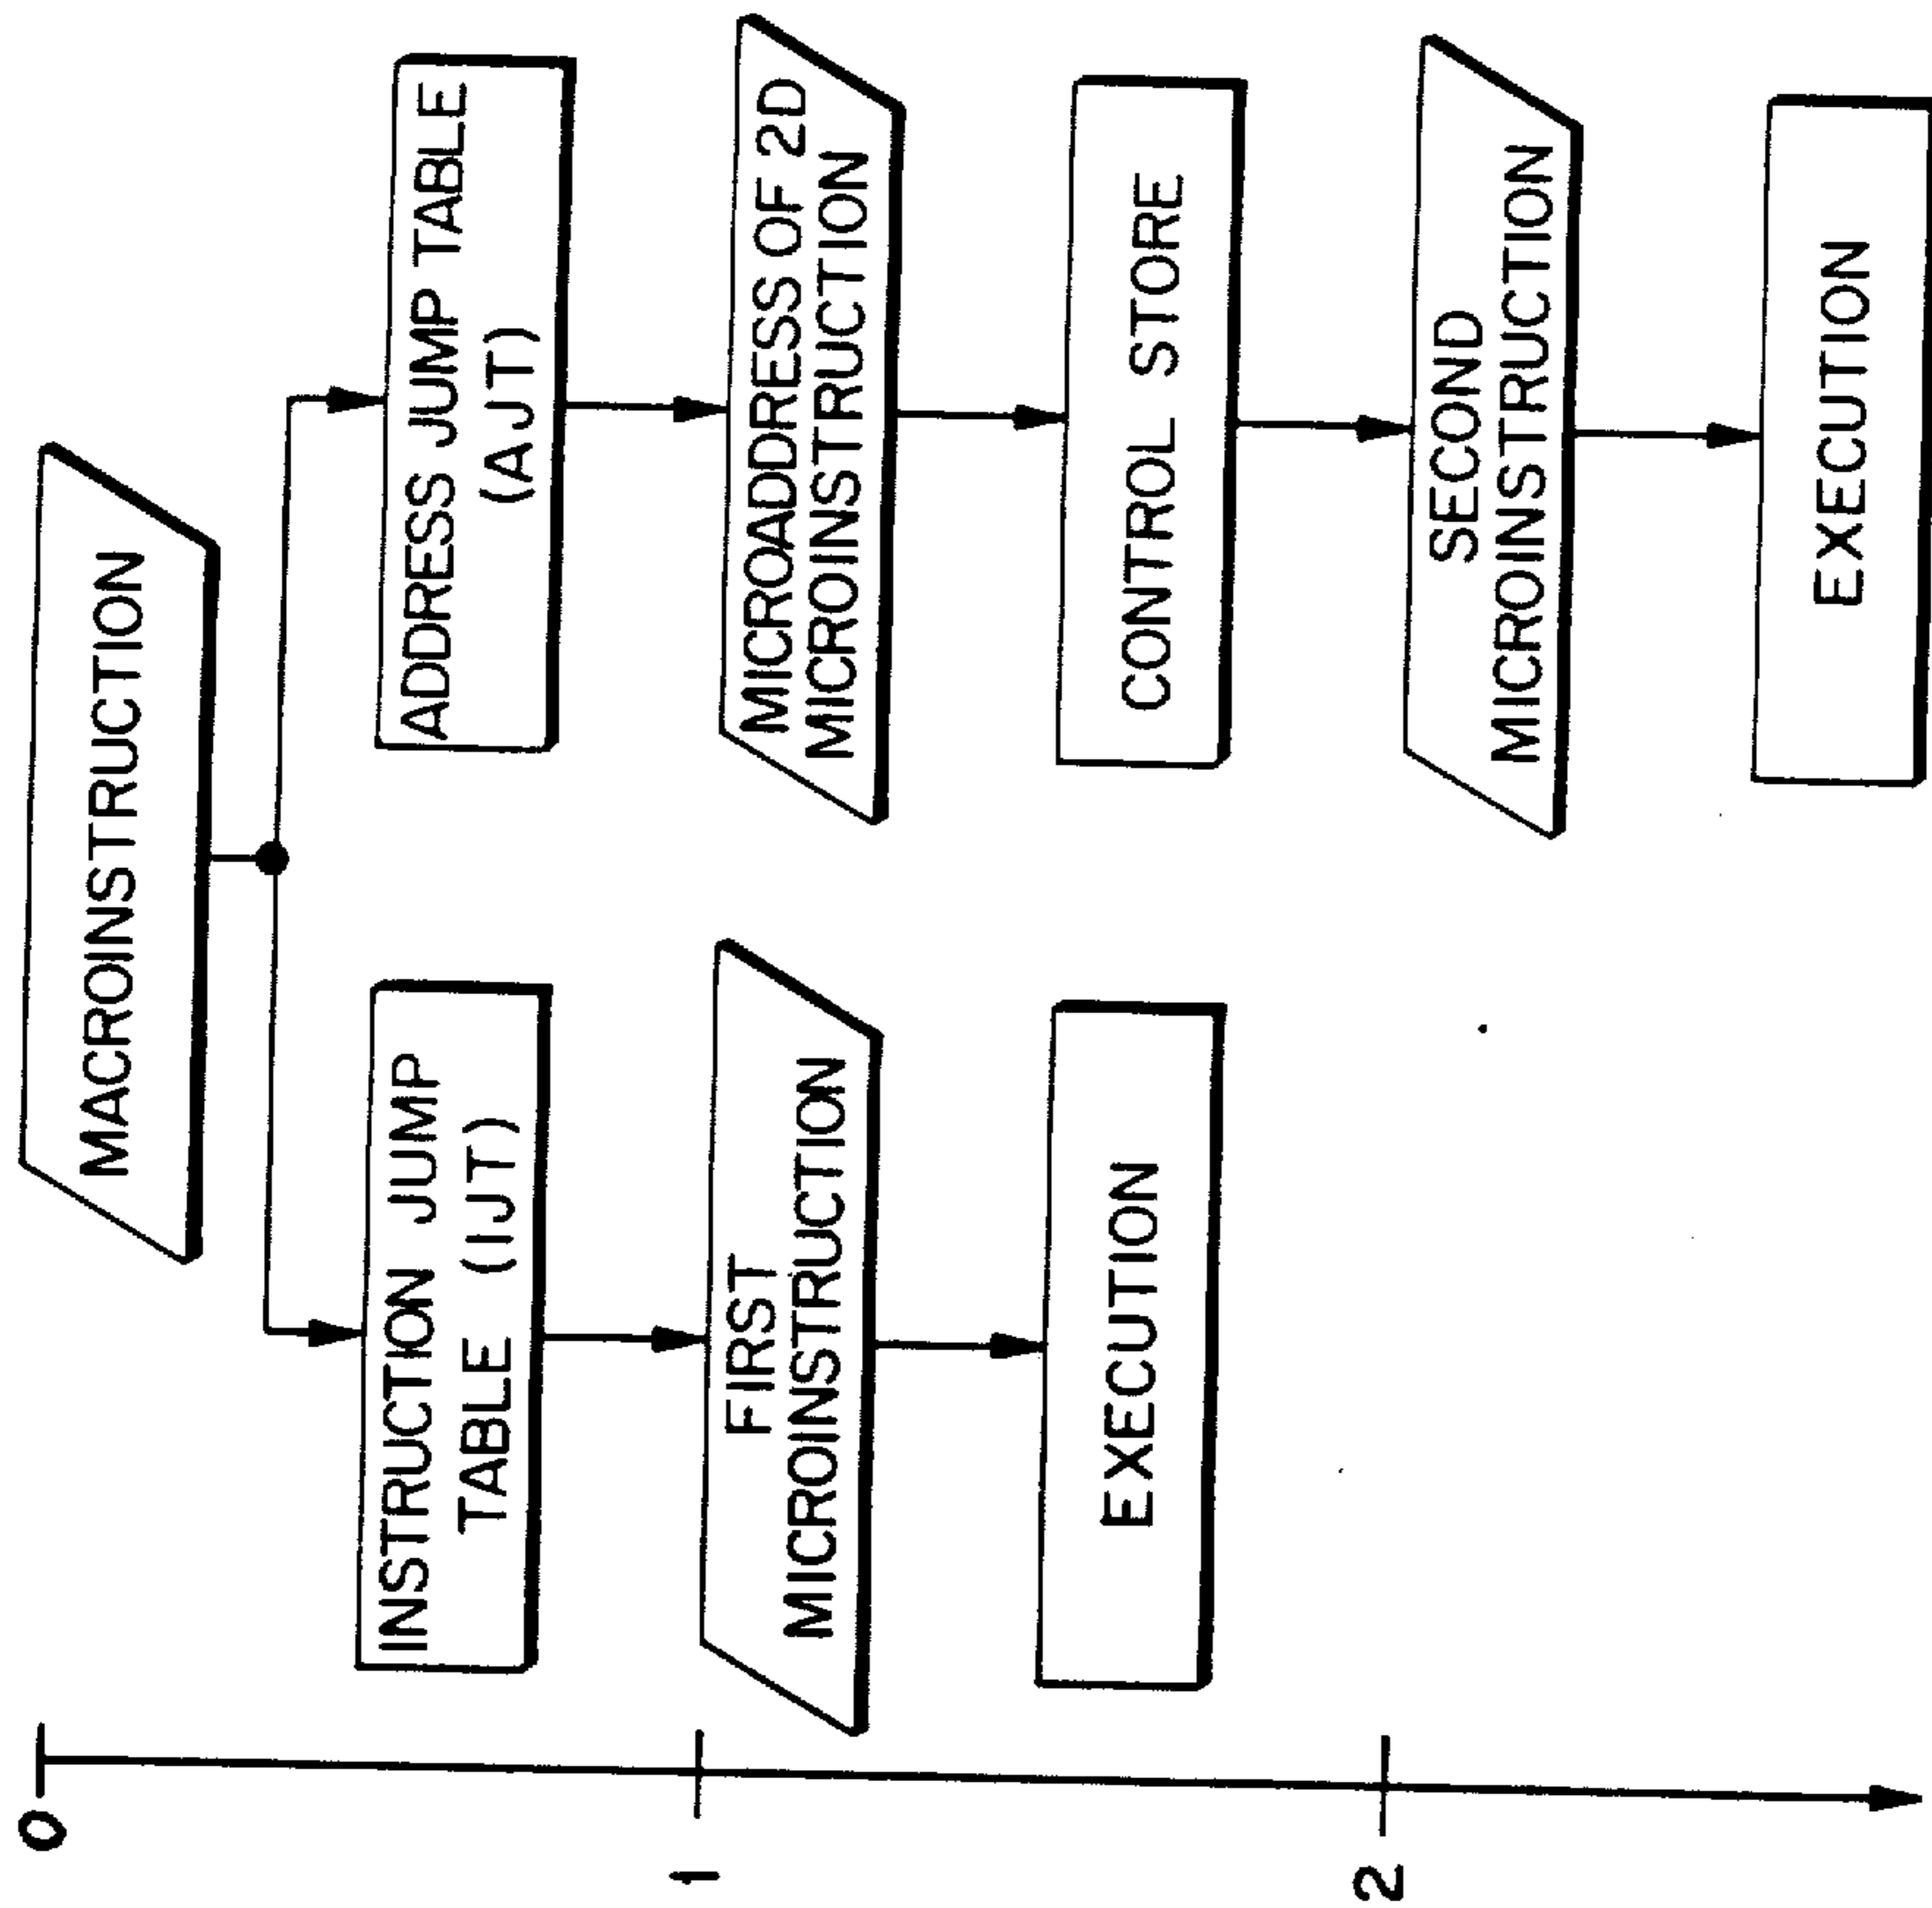 MACROINSTRUCTION
INSTRUCTION JUMP
TABLE (IJT)
ADDRESS JUMP TABLE
(AJT)
FIRST
MICROINSTRUCTION
MICROADDRESS OF 2D
MICROINSTRUCTION
EXECUTION
CONTROL STORE
SECOND
MICROINSTRUCTION
EXECUTION
0
1
2